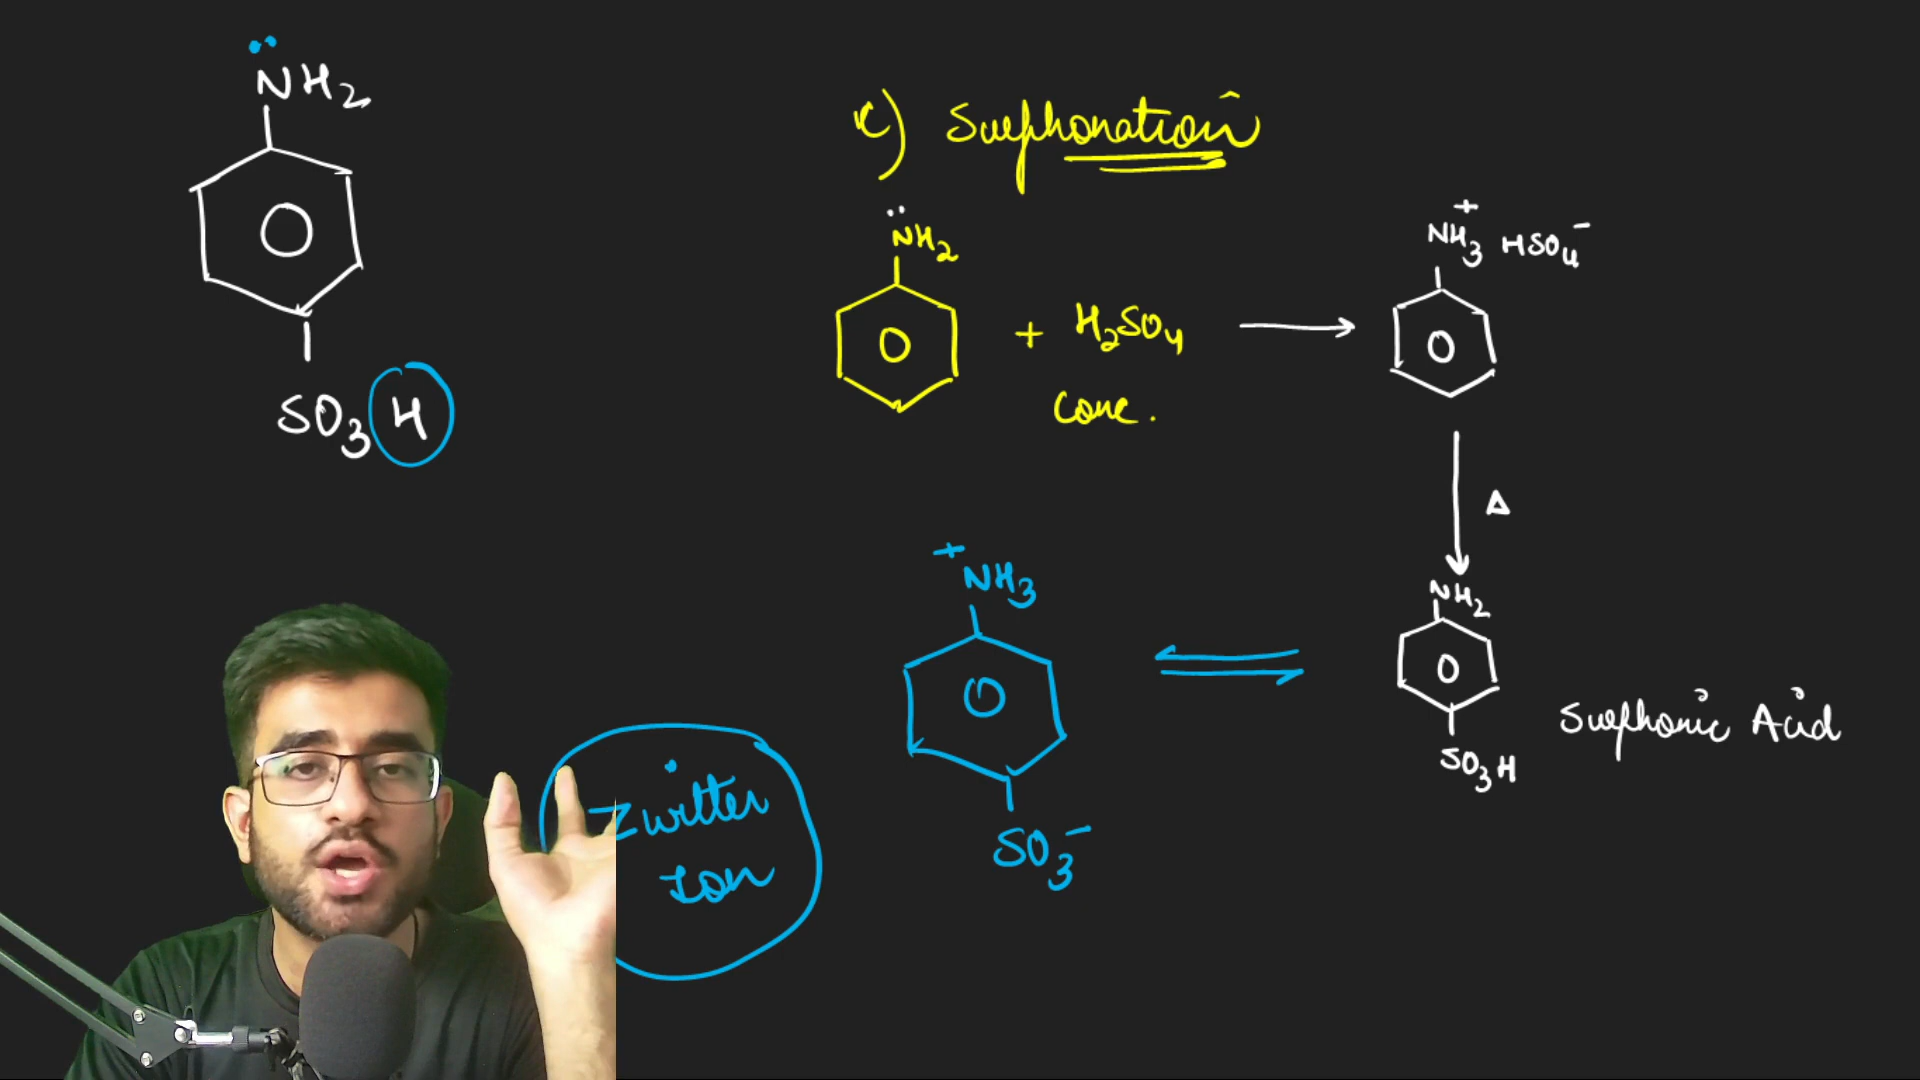 NH2
SO3H
c) Sulphonation
NH2
+ H2SO4
conc.
+
NH3 HSO4-
Δ
NH2
SO3H
Sulphonic Acid
+NH3
SO3-
Zwitter
Ion